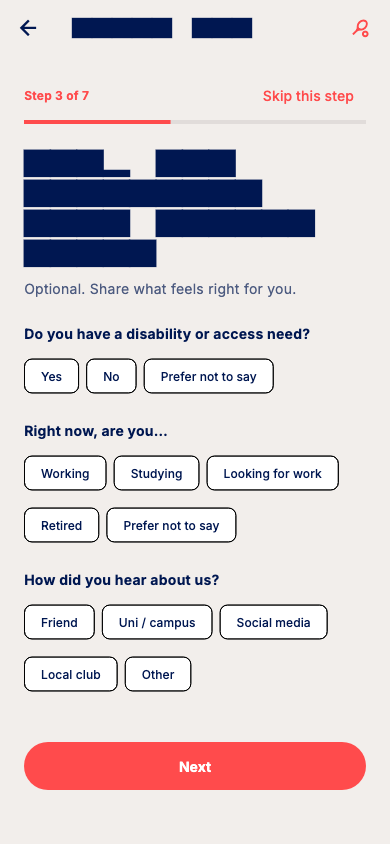 Step 3 of 7
Skip this step
Optional. Share what feels right for you.
Do you have a disability or access need?
Yes
No
Prefer not to say
Right now, are you...
Working
Studying
Looking for work
Retired
Prefer not to say
How did you hear about us?
Friend
Uni / campus
Social media
Local club
Other
Next